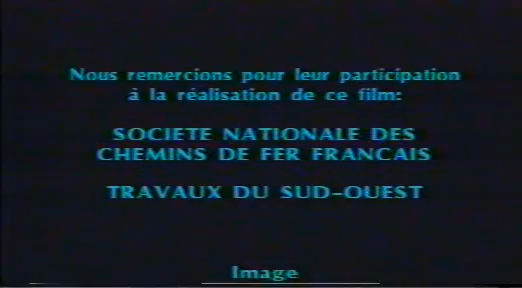 Nous remercions pour leur participation
á la réalisation de ce film:
SOCIETE NATIONALE DES
CHEMINS DE FER FRANCAIS
TRAVAUX DU SUD-OUEST
Image